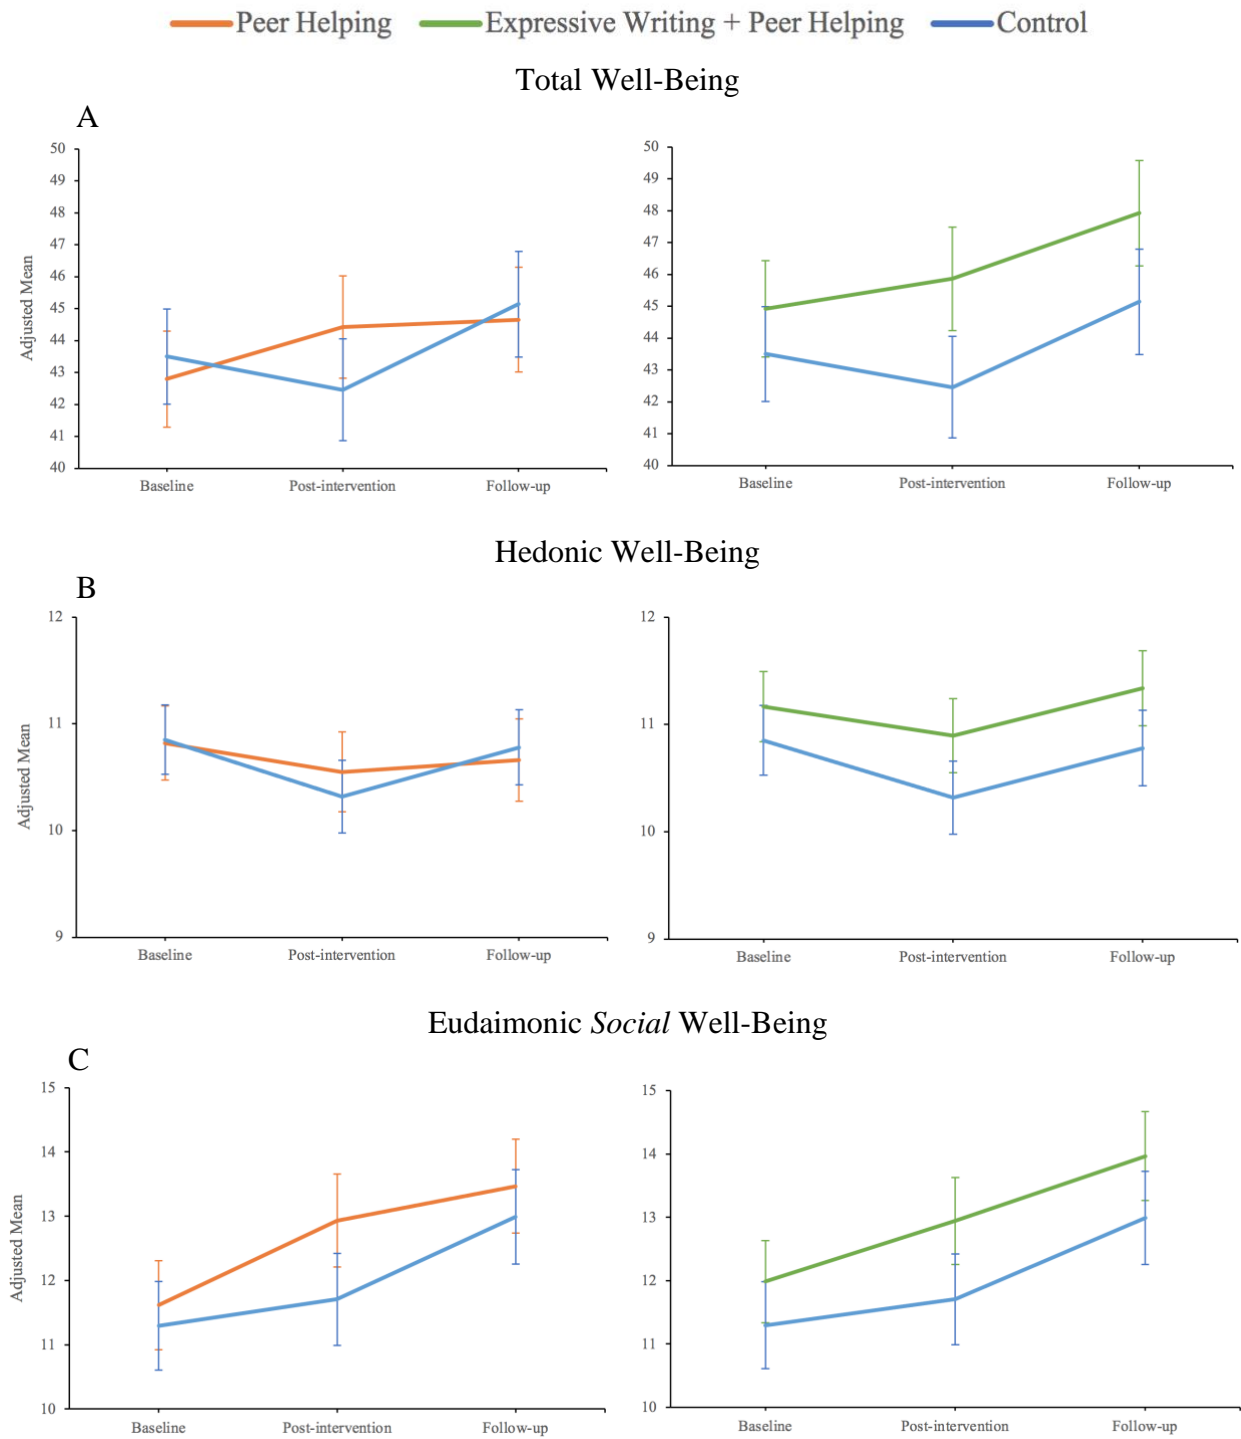 Peer Helping Expressive Writing + Peer Helping Control
Total Well-Being
A
50
49
48
47
46
45
44
43
42
41
40
Adjusted Mean
Baseline Post-intervention Follow-up
50
49
48
47
46
45
44
43
42
41
40
Baseline Post-intervention Follow-up
Hedonic Well-Being
B
12
11
10
9
Adjusted Mean
Baseline Post-intervention Follow-up
12
11
10
9
Baseline Post-intervention Follow-up
Eudaimonic Social Well-Being
C
15
14
13
12
11
10
Adjusted Mean
Baseline Post-intervention Follow-up
15
14
13
12
11
10
Baseline Post-intervention Follow-up